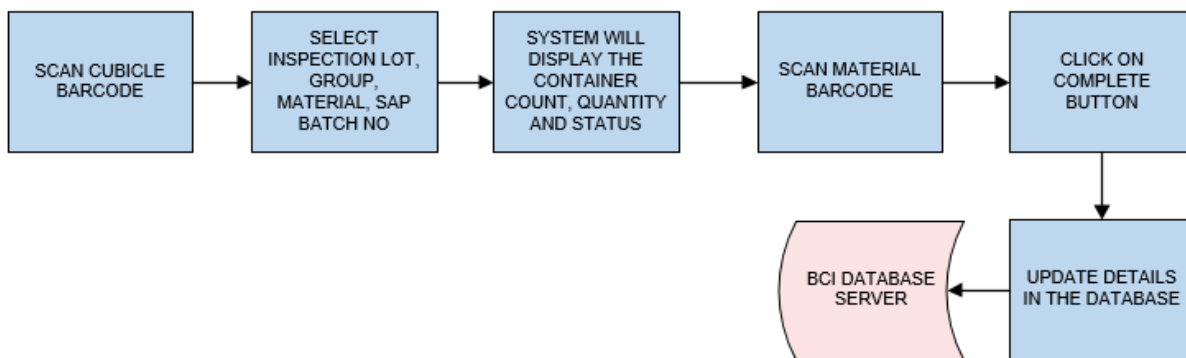 SCAN CUBICLE
BARCODE
SELECT
INSPECTION LOT,
GROUP,
MATERIAL, SAP
BATCH NO
SYSTEM WILL
DISPLAY THE
CONTAINER
COUNT, QUANTITY
AND STATUS
SCAN MATERIAL
BARCODE
CLICK ON
COMPLETE
BUTTON
UPDATE DETAILS
IN THE DATABASE
BCI DATABASE
SERVER